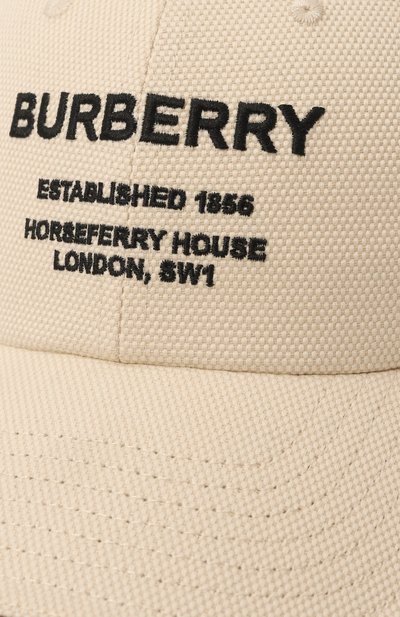 BURBERRY
ESTABLISHED 1856
HORSEFERRY HOUSE
LONDON, SW1